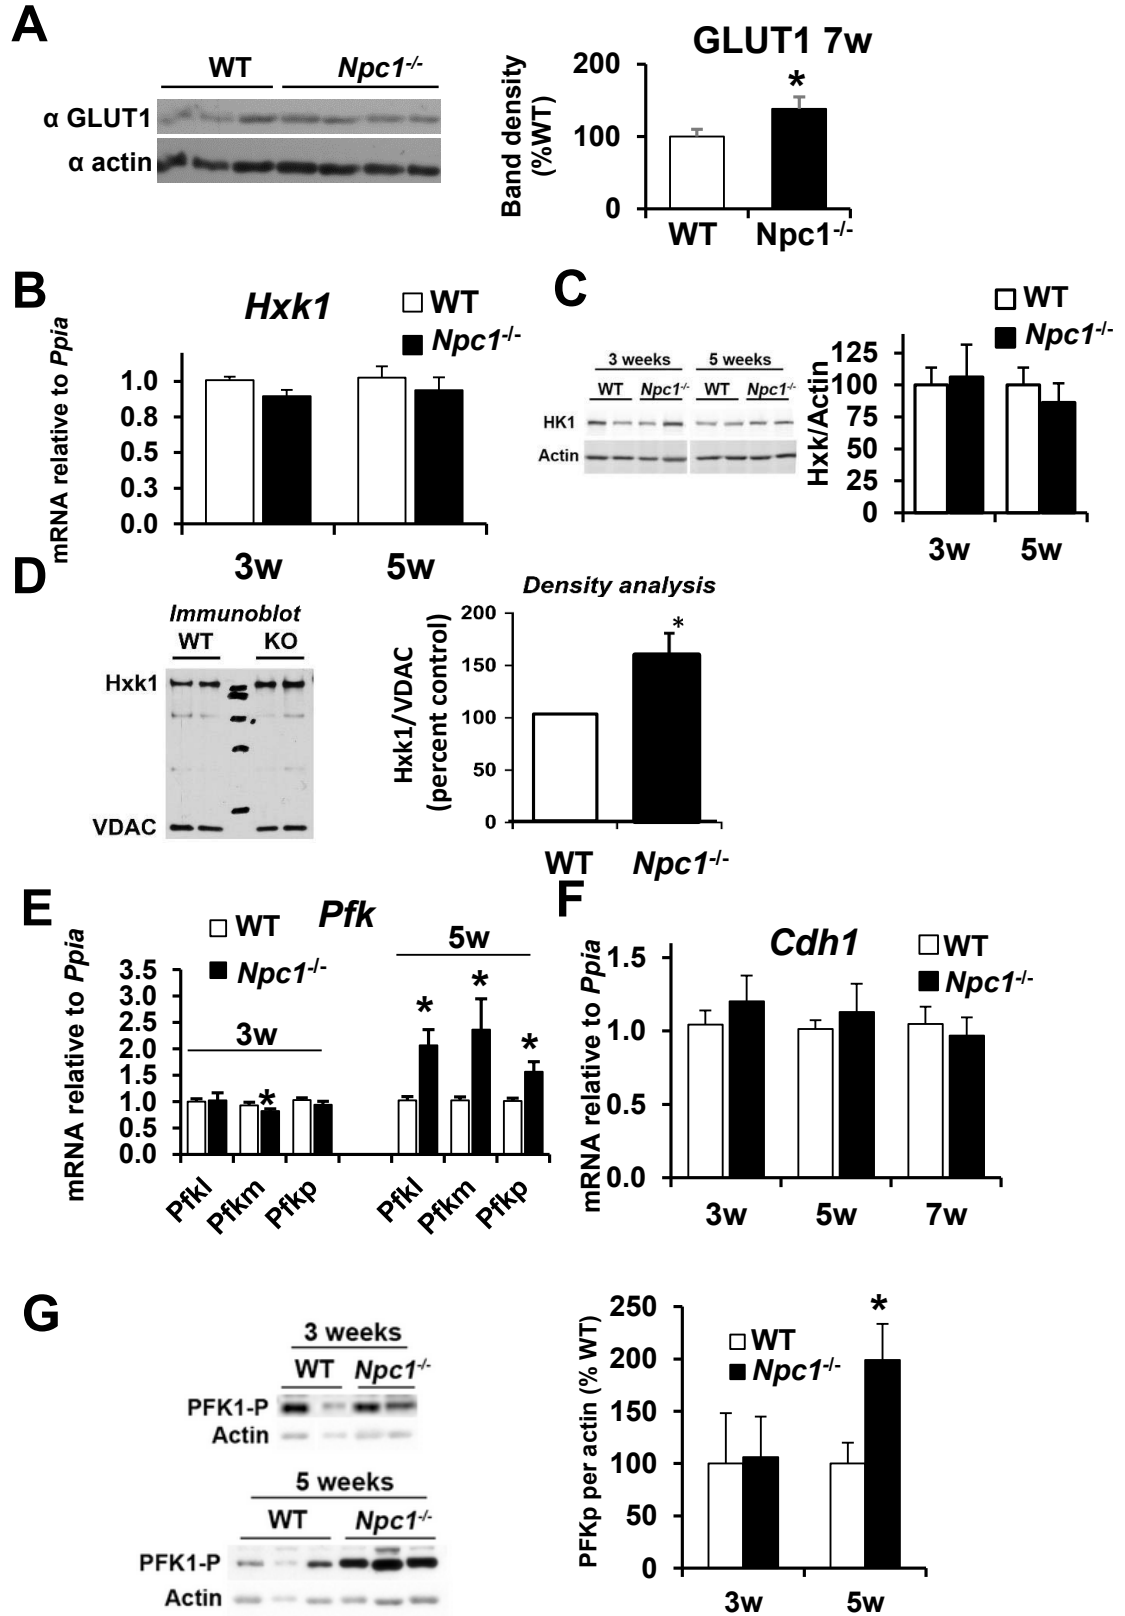 A
WT
Npc1-/-
α GLUT1
α actin
GLUT1 7w
Band density
(%WT)
200
100
0
*
WT
Npc1-/-
B
Hxk1
WT
Npc1-/-
mRNA relative to Ppia
1.0
0.8
0.5
0.3
0.0
3w
5w
C
3 weeks
5 weeks
WT
Npc1-/-
WT
Npc1-/-
HK1
Actin
WT
Npc1-/-
Hxk/Actin
125
100
75
50
25
0
3w
5w
D
Immunoblot
WT
KO
Hxk1
VDAC
Density analysis
Hxk1/VDAC
(percent control)
200
150
100
50
0
*
WT
Npc1-/-
E
Pfk
WT
Npc1-/-
mRNA relative to Ppia
3.5
3.0
2.5
2.0
1.5
1.0
0.5
0.0
3w
5w
*
*
*
*
Pfkl
Pfkm
Pfkp
Pfkl
Pfkm
Pfkp
F
Cdh1
WT
Npc1-/-
mRNA relative to Ppia
1.5
1.0
0.5
0.0
3w
5w
7w
G
3 weeks
WT
Npc1-/-
PFK1-P
Actin
5 weeks
WT
Npc1-/-
PFK1-P
Actin
PFKp per actin (% WT)
250
200
150
100
50
0
WT
Npc1-/-
*
3w
5w